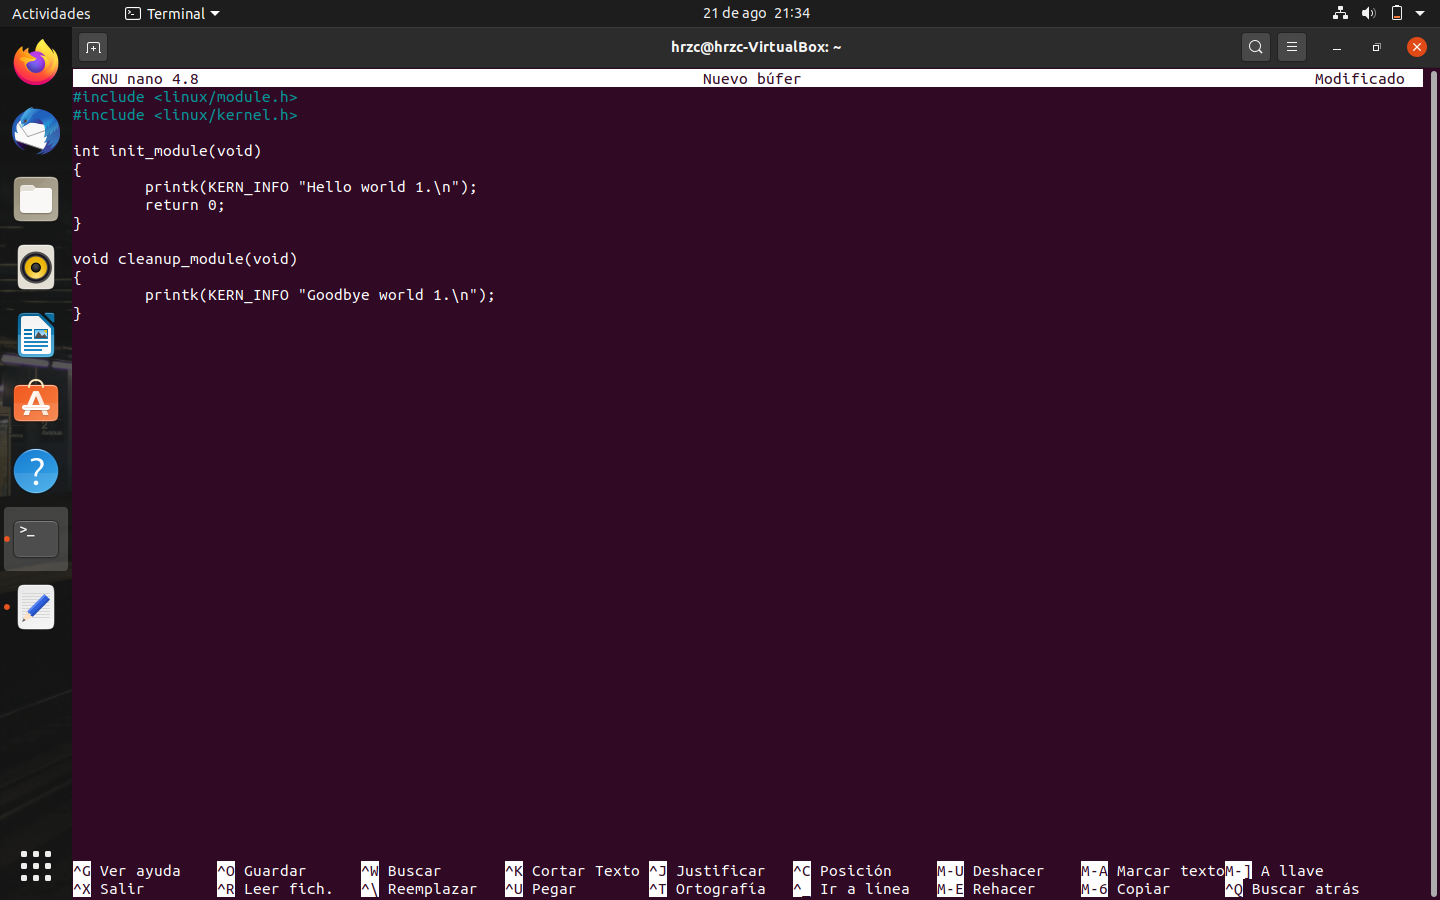 Actividades Terminal 21 de ago 21:34
hrzc@hrzc-VirtualBox: ~
GNU nano 4.8 Nuevo búfer Modificado
#include <linux/module.h>
#include <linux/kernel.h>
int init_module(void)
{
printk(KERN_INFO "Hello world 1.\n");
return 0;
}
void cleanup_module(void)
{
printk(KERN_INFO "Goodbye world 1.\n");
}
^G Ver ayuda ^O Guardar ^W Buscar ^K Cortar Texto ^J Justificar ^C Posición M-U Deshacer M-A Marcar texto M-] A llave
^X Salir ^R Leer fich. ^\ Reemplazar ^U Pegar ^T Ortografía ^_ Ir a línea M-E Rehacer M-6 Copiar ^Q Buscar atrás